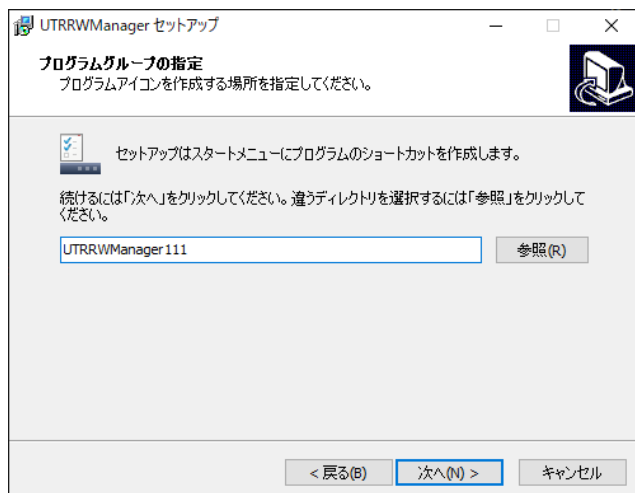 UTRRWManager セットアップ
プログラムグループの指定
プログラムアイコンを作成する場所を指定してください。
セットアップはスタートメニューにプログラムのショートカットを作成します。
続けるには「次へ」をクリックしてください。違うディレクトリを選択するには「参照」をクリックして
ください。
UTRRWManager111
参照(R)
< 戻る(B)
次へ(N) >
キャンセル